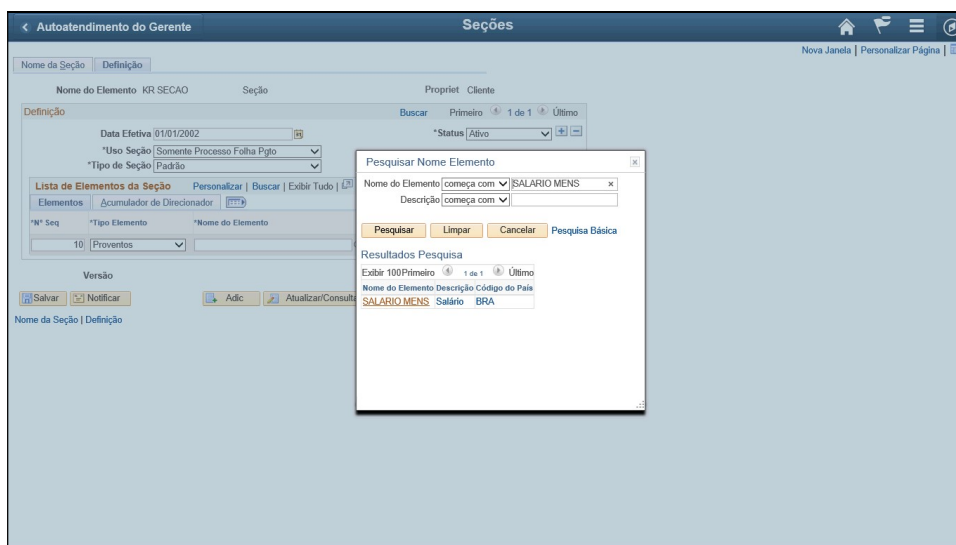 Autoatendimento do Gerente
Seções
Nova Janela | Personalizar Página |
Nome da Seção
Definição
Nome do Elemento KR SECAO Seção Propriet Cliente
Definição Buscar Primeiro 1 de 1 Último
Data Efetiva 01/01/2002 *Status Ativo
*Uso Seção Somente Processo Folha Pgto
*Tipo de Seção Padrão
Lista de Elementos da Seção Personalizar | Buscar | Exibir Tudo |
Elementos Acumulador de Direcionador
*Nº Seq *Tipo Elemento *Nome do Elemento
10 Proventos
Versão
Salvar Notificar Adic Atualizar/Consulta
Nome da Seção | Definição
Pesquisar Nome Elemento
Nome do Elemento começa com SALARIO MENS
Descrição começa com
Pesquisar Limpar Cancelar Pesquisa Básica
Resultados Pesquisa
Exibir 100 Primeiro 1 de 1 Último
Nome do Elemento Descrição Código do País
SALARIO MENS Salário BRA